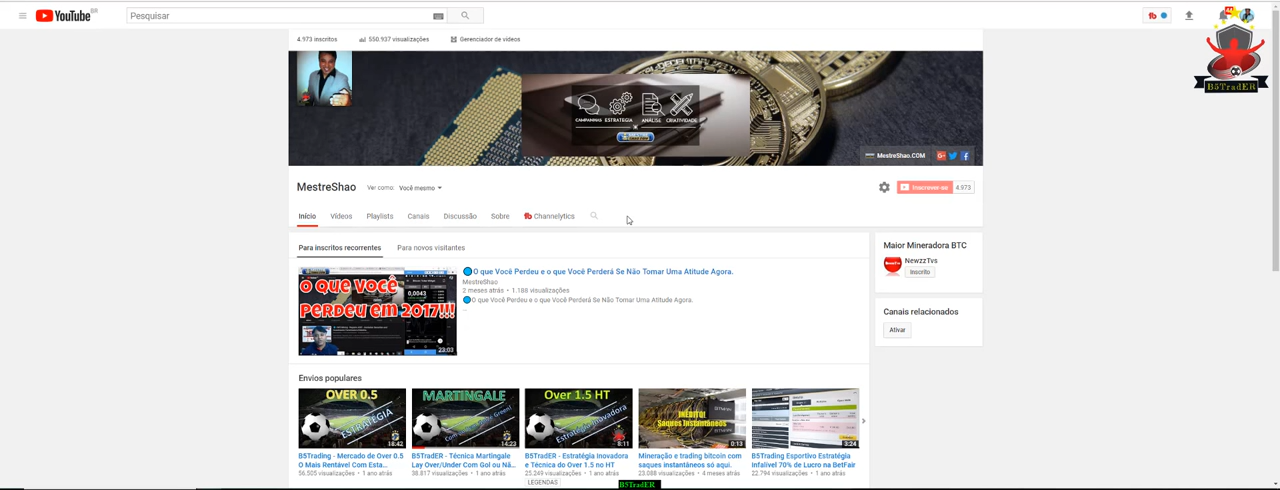 YouTube BR
Pesquisar
44
B5TradER
4.973 inscritos
550.937 visualizações
Gerenciador de vídeos
CAMPANHAS ESTRATEGIA ANALISE CRIATIVIDADE
MestreShao.COM
MestreShao
Ver como: Você mesmo
Inscrever-se 4.973
Início Vídeos Playlists Canais Discussão Sobre Channelytics
Para inscritos recorrentes Para novos visitantes
O QUE VOCÊ
PERDEU EM 2017!!!
0,0043
23:03
O que Você Perdeu e o que Você Perderá Se Não Tomar Uma Atitude Agora.
MestreShao
2 meses atrás • 1.188 visualizações
O que Você Perdeu e o que Você Perderá Se Não Tomar Uma Atitude Agora.
...
Maior Mineradora BTC
NewzzTvs
Inscrito
Canais relacionados
Ativar
Envios populares
OVER 0.5
ESTRATÉGIA
18:42
B5Trading - Mercado de Over 0.5
O Mais Rentável Com Esta...
56.505 visualizações • 1 ano atrás
MARTINGALE
14:23
B5TradER - Técnica Martingale
Lay Over/Under Com Gol ou Nã...
38.817 visualizações • 1 ano atrás
Over 1.5 HT
Estratégia Inovadora
8:11
B5TradER - Estratégia Inovadora
e Técnica do Over 1.5 no HT
25.249 visualizações • 1 ano atrás
LEGENDAS
INÉDITO!
Saques Instantâneos
0:13
Mineração e trading bitcoin com
saques instantâneos só aqui.
23.088 visualizações • 4 meses atrás
3:24
B5Trading Esportivo Estratégia
Infalível 70% de Lucro na BetFair
22.794 visualizações • 1 ano atrás
B5TradER